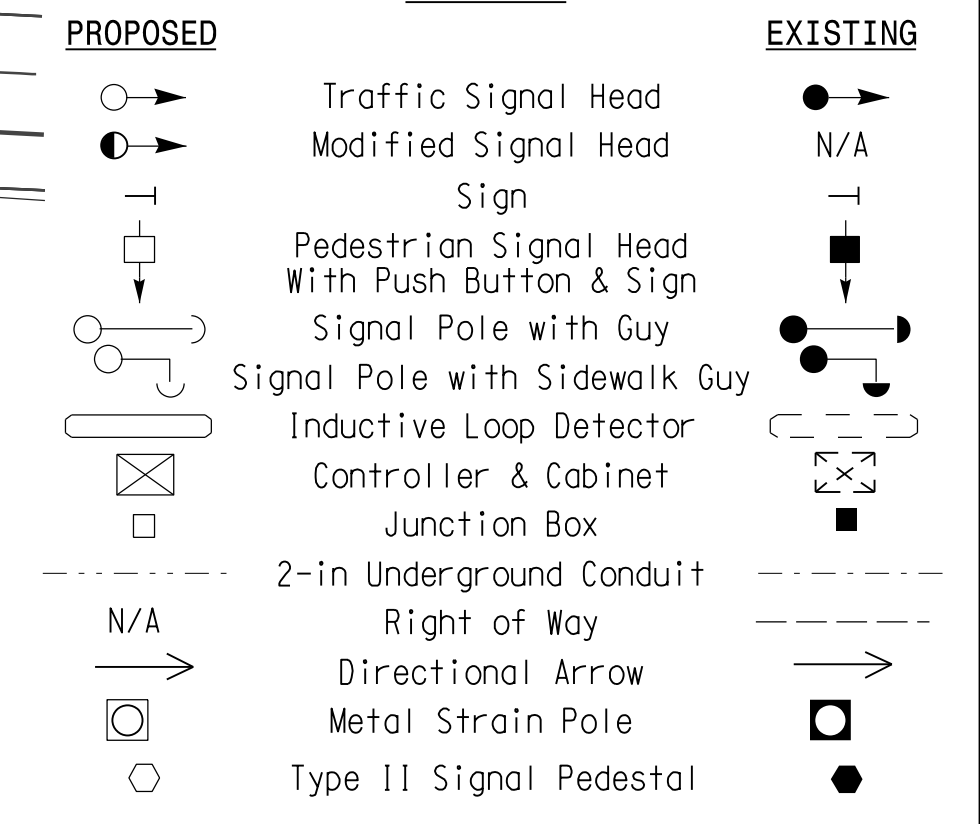 PROPOSED EXISTING
Traffic Signal Head
Modified Signal Head N/A
Sign
Pedestrian Signal Head
With Push Button & Sign
Signal Pole with Guy
Signal Pole with Sidewalk Guy
Inductive Loop Detector
Controller & Cabinet
Junction Box
2-in Underground Conduit
N/A Right of Way
Directional Arrow
Metal Strain Pole
Type II Signal Pedestal